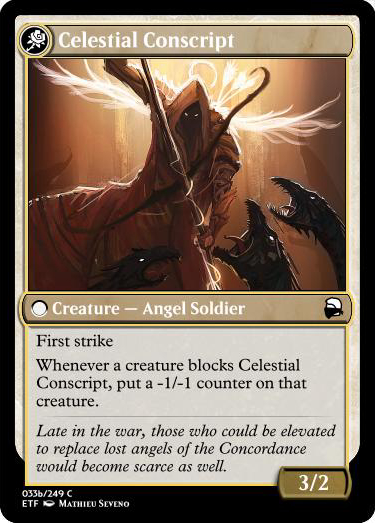 Celestial Conscript
Creature — Angel Soldier
First strike
Whenever a creature blocks Celestial
Conscript, put a -1/-1 counter on that
creature.
Late in the war, those who could be elevated
to replace lost angels of the Concordance
would become scarce as well.
3/2
033b/249 C
ETF Mathieu Seveno